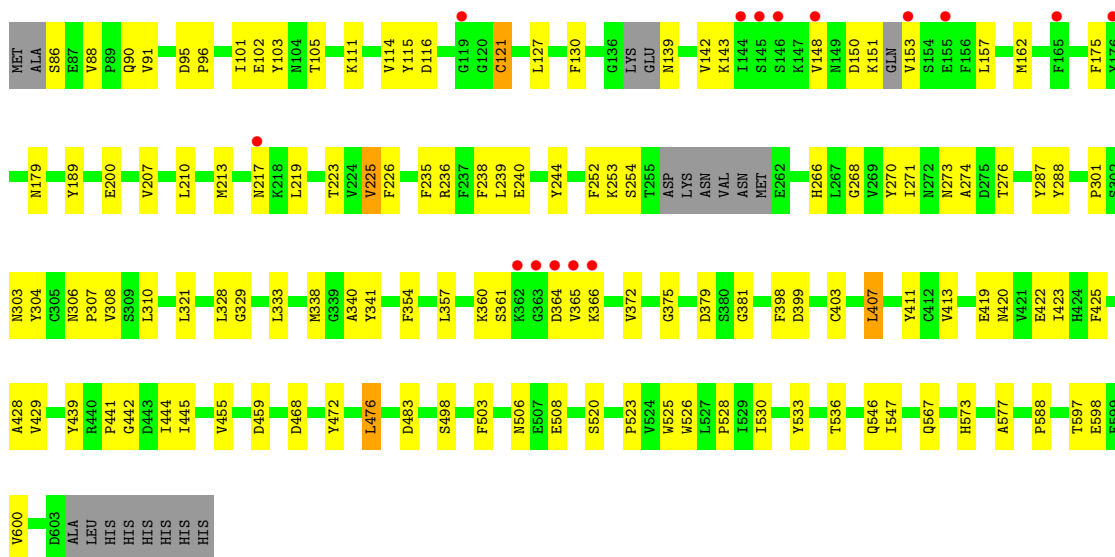 MET ALA S86 E87 V88 P89 Q90 V91 D95 P96 I101 E102 Y103 N104 T105 K111 V114 Y115 D116 G119 G120 C121 L127 F130 G136 LYS GLU N139 V142 K143 I144 S145 S146 K147 V148 N149 D150 K151 GLN V153 S154 E155 F156 L157 M162 F165 F175 Y176
N179 Y189 E200 V207 L210 M213 N217 K218 L219 T223 V224 V225 F226 F235 R236 F237 F238 L239 E240 Y244 F252 K253 S254 T255 ASP LYS ASN VAL ASN MET E262 H266 L267 G268 V269 Y270 I271 N272 N273 A274 D275 T276 Y287 Y288 P301 S302
N303 Y304 C305 N306 P307 V308 S309 L310 L321 L328 G329 L333 M338 G339 A340 Y341 F354 L357 K360 S361 K362 G363 D364 V365 K366 V372 G375 D379 S380 G381 F398 D399 C403 L407 Y411 C412 V413 E419 N420 V421 E422 I423 H424 F425
A428 V429 Y439 R440 P441 G442 D443 I444 I445 V455 D459 D468 Y472 L476 D483 S498 F503 N506 E507 E508 S520 P523 V524 W525 W526 L527 P528 I529 I530 Y533 T536 Q546 I547 Q567 H573 A577 P588 T597 E598 E599
V600 D603 ALA LEU HIS HIS HIS HIS HIS HIS